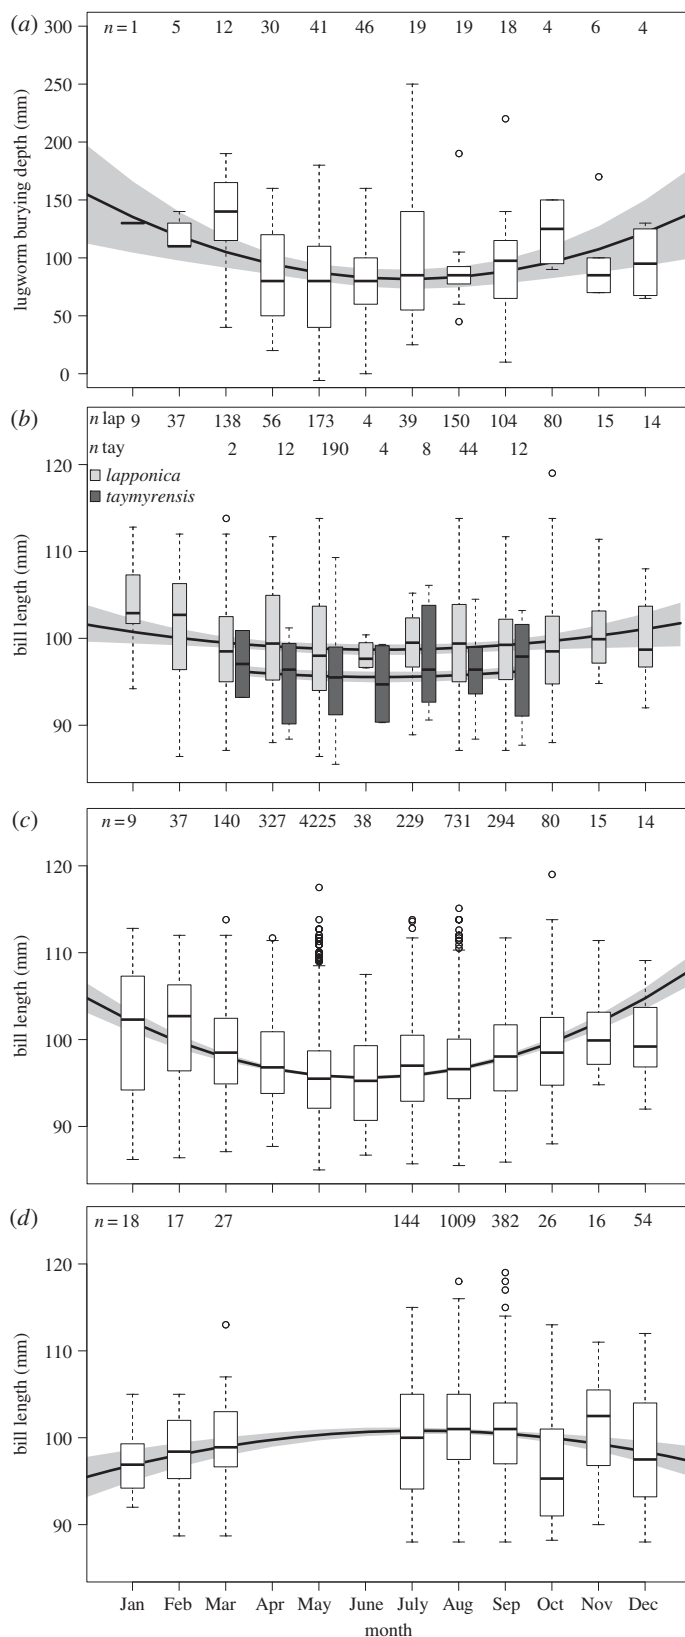 (a) n = 1 5 12 30 41 46 19 19 18 4 6 4
300
250
200
150
100
50
0
lugworm burying depth (mm)
(b) n lap 9 37 138 56 173 4 39 150 104 80 15 14
n tay 2 12 190 4 8 44 12
120
lapponica
taymyrensis
110
100
90
bill length (mm)
(c) n = 9 37 140 327 4225 38 229 731 294 80 15 14
120
110
100
90
bill length (mm)
(d) n = 18 17 27 144 1009 382 26 16 54
120
110
100
90
bill length (mm)
Jan Feb Mar Apr May June July Aug Sep Oct Nov Dec
month